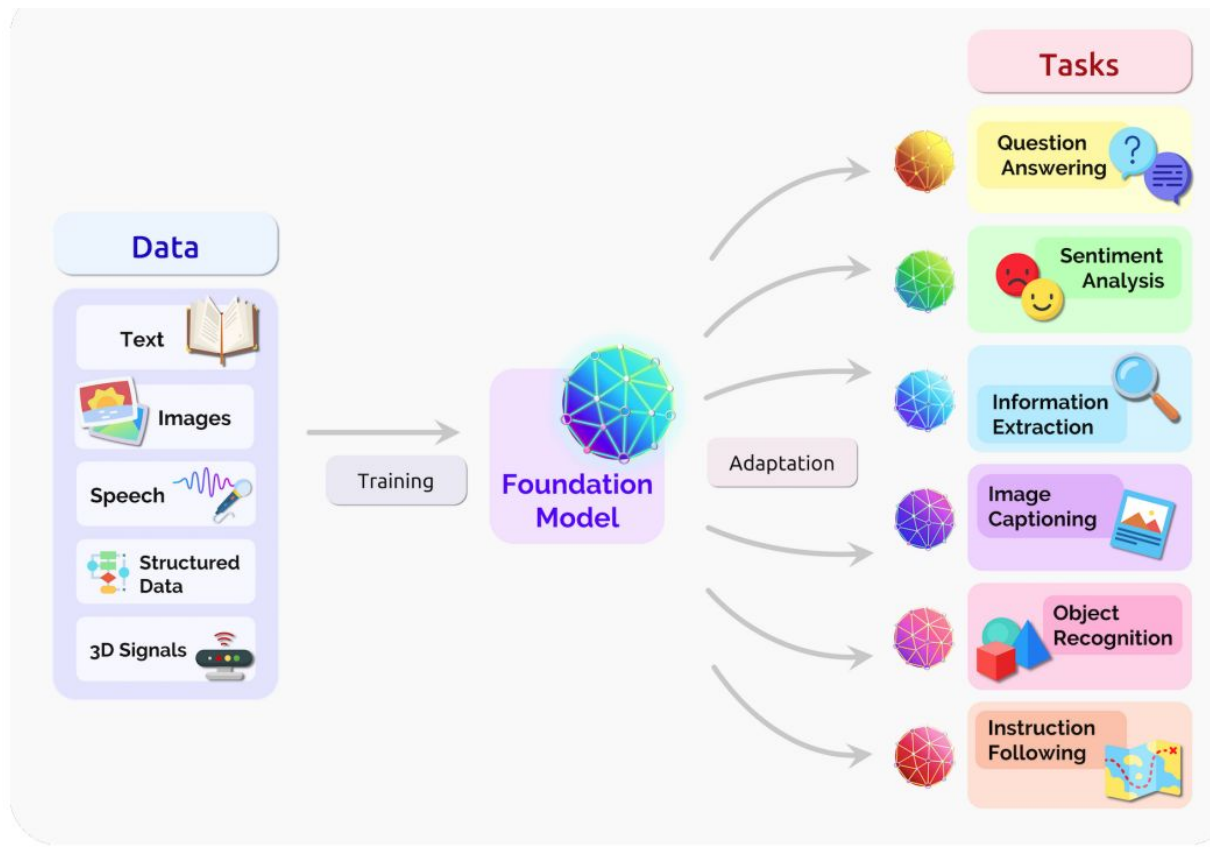 Data
Text
Images
Speech
Structured
Data
3D Signals
Training
Foundation
Model
Adaptation
Tasks
Question
Answering
?
Sentiment
Analysis
Information
Extraction
Image
Captioning
Object
Recognition
Instruction
Following